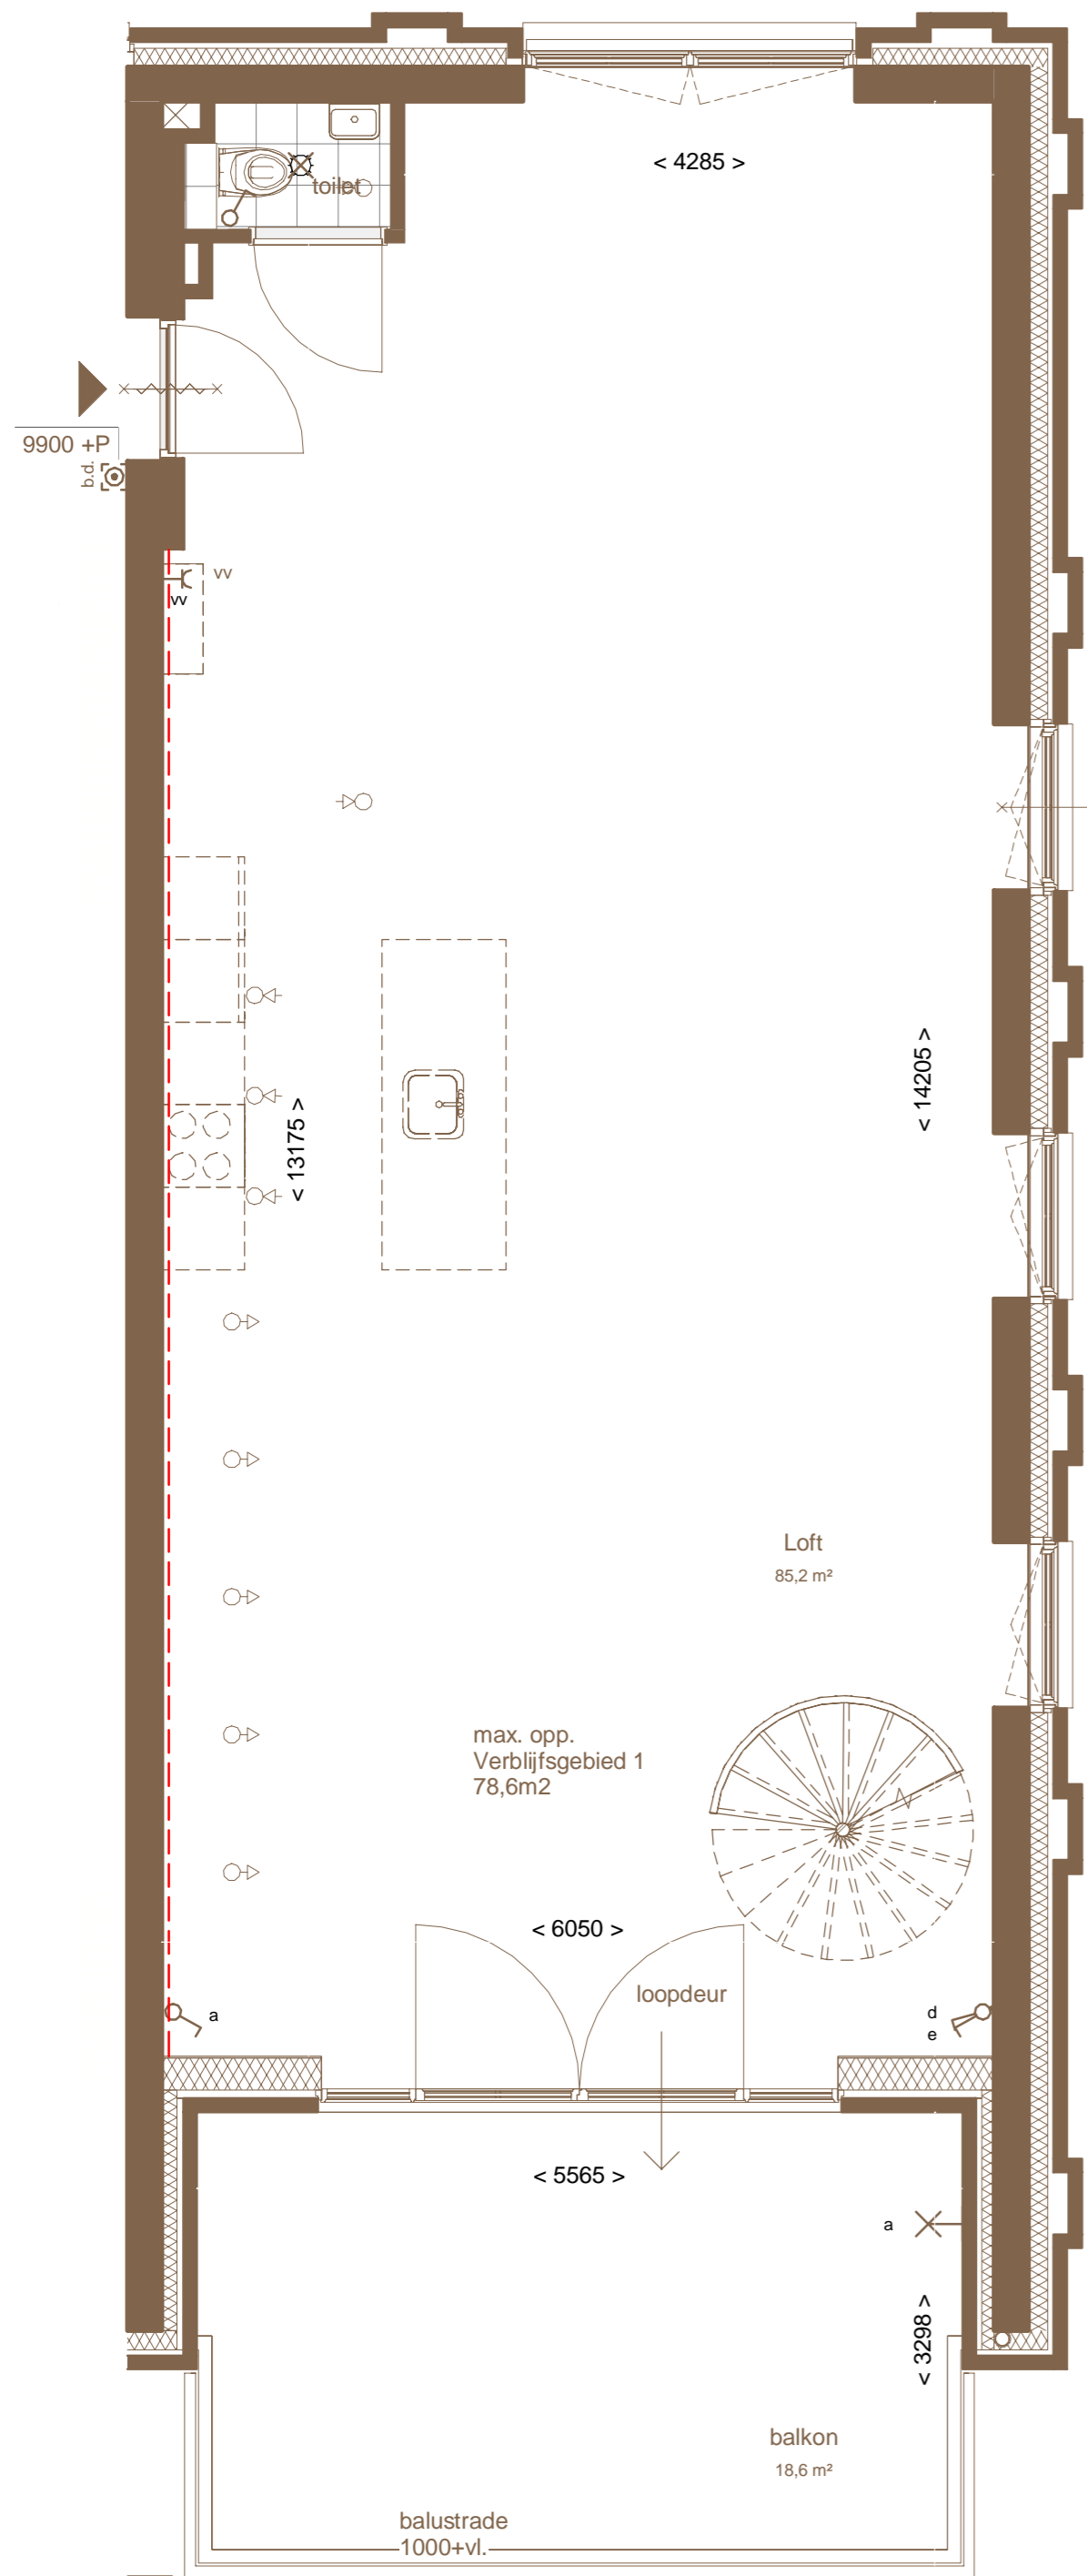 < 4285 >
toilet
9900 +P
b.d.
vv
vv
< 14205 >
< 13175 >
Loft
85,2 m²
max. opp.
Verblijfsgebied 1
78,6m2
< 6050 >
loopdeur
a
d
e
< 5565 >
a
< 3298 >
balkon
18,6 m²
balustrade
1000+vl.